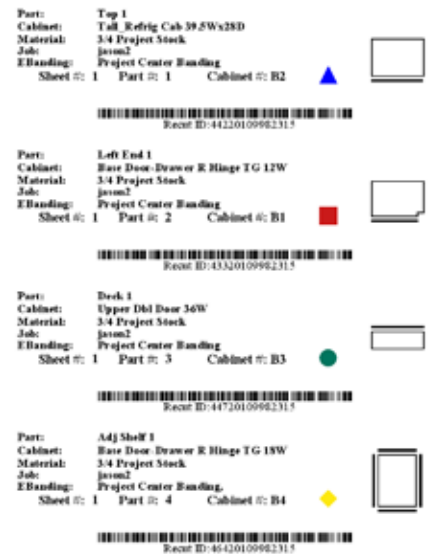 Part: Top 1
Cabinet: Tall_Refrig Cab 39.5Wx28D
Material: 3/4 Project Stock
Job: jason2
EBanding: Project Center Banding
Sheet #: 1 Part #: 1 Cabinet #: B2
Recut ID:44220109982315
Part: Left End 1
Cabinet: Base Door-Drawer R Hinge TG 12W
Material: 3/4 Project Stock
Job: jason2
EBanding: Project Center Banding
Sheet #: 1 Part #: 2 Cabinet #: B1
Recut ID:43320109982315
Part: Deck 1
Cabinet: Upper Dbl Door 36W
Material: 3/4 Project Stock
Job: jason2
EBanding: Project Center Banding
Sheet #: 1 Part #: 3 Cabinet #: B3
Recut ID:44720109982315
Part: Adj Shelf 1
Cabinet: Base Door-Drawer R Hinge TG 18W
Material: 3/4 Project Stock
Job: jason2
EBanding: Project Center Banding,
Sheet #: 1 Part #: 4 Cabinet #: B4
Recut ID:46420109982315